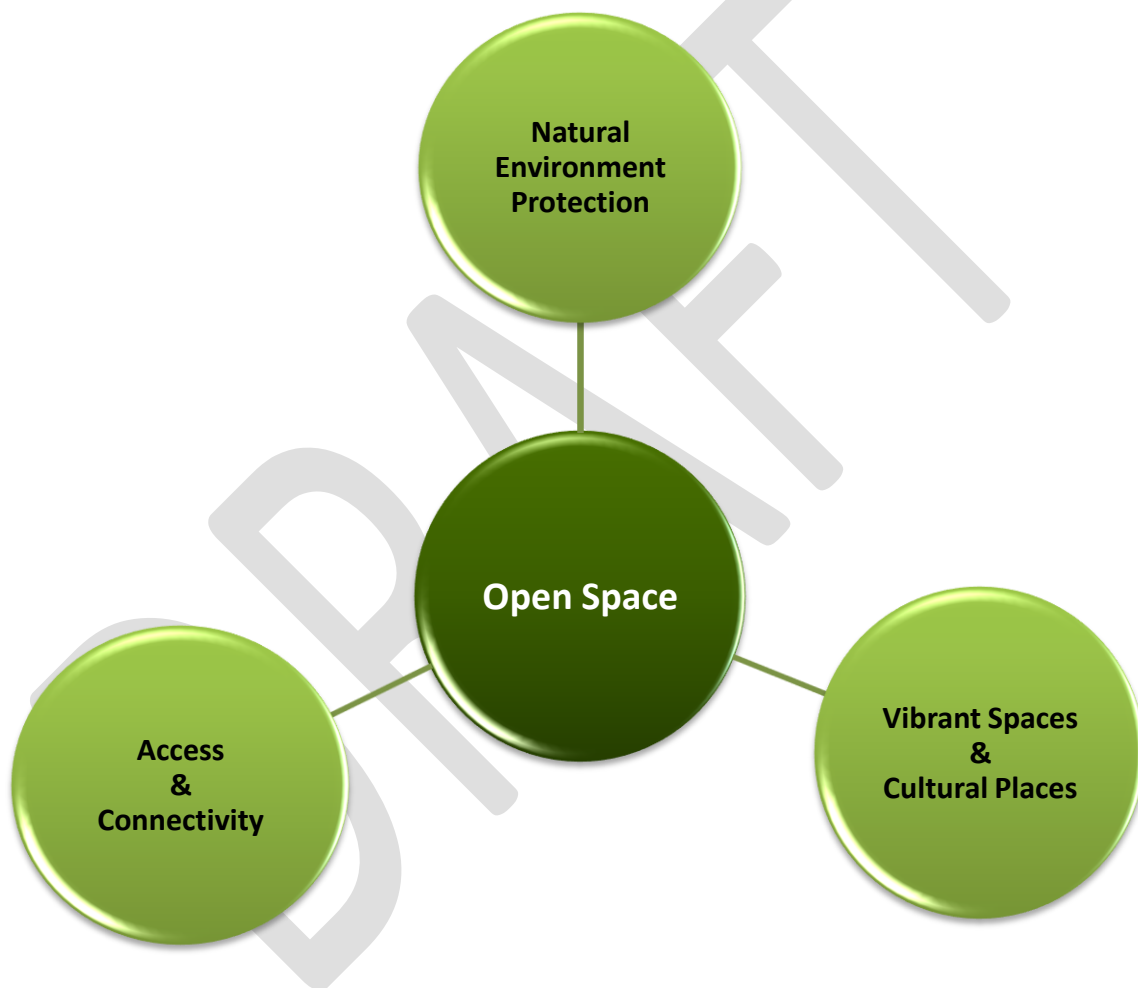 Natural
Environment
Protection
Open Space
Access
&
Connectivity
Vibrant Spaces
&
Cultural Places
DRAFT